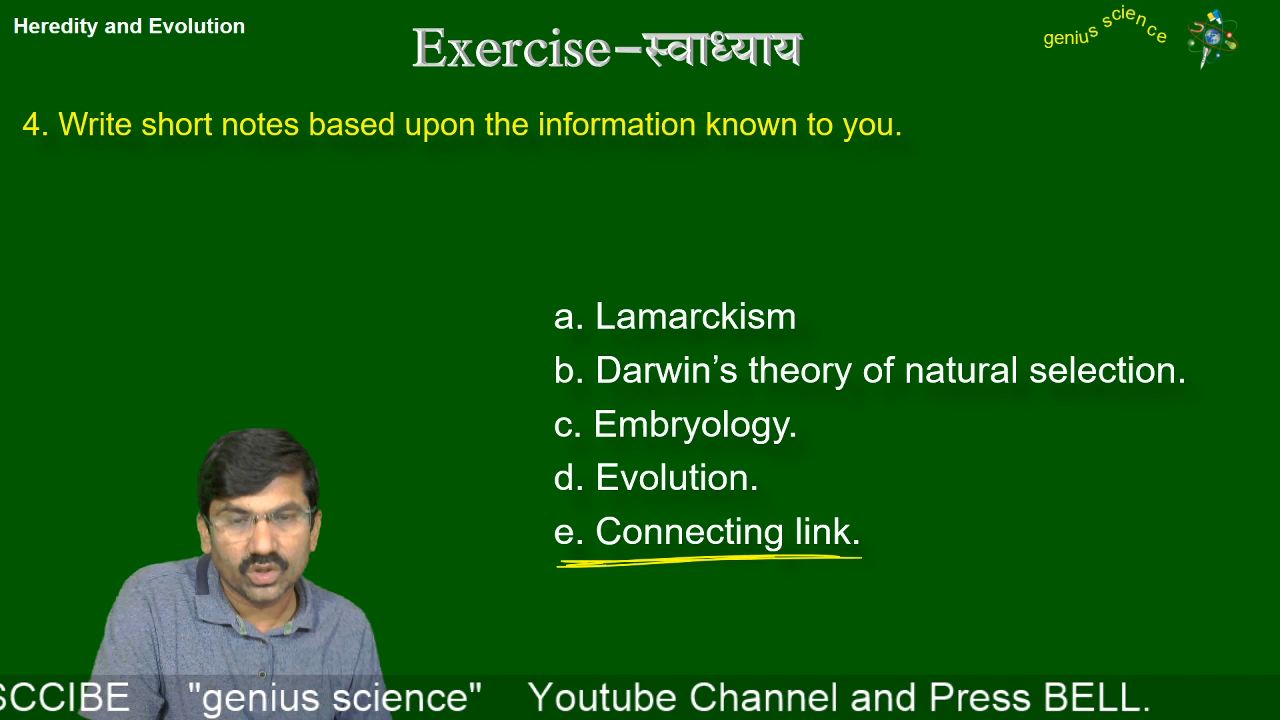 Heredity and Evolution
Exercise-स्वाध्याय
genius science
4. Write short notes based upon the information known to you.
a. Lamarckism
b. Darwin’s theory of natural selection.
c. Embryology.
d. Evolution.
e. Connecting link.
SCCIBE "genius science" Youtube Channel and Press BELL.